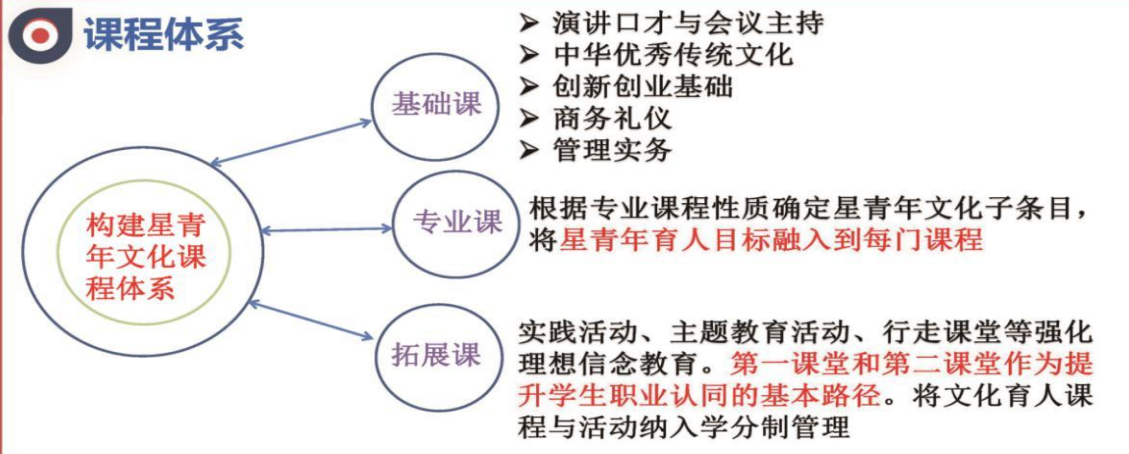 课程体系
构建星青
年文化课
程体系
基础课
➢ 演讲口才与会议主持
➢ 中华优秀传统文化
➢ 创新创业基础
➢ 商务礼仪
➢ 管理实务
专业课
根据专业课程性质确定星青年文化子条目，
将星青年育人目标融入到每门课程
拓展课
实践活动、主题教育活动、行走课堂等强化
理想信念教育。第一课堂和第二课堂作为提
升学生职业认同的基本路径。将文化育人课
程与活动纳入学分制管理